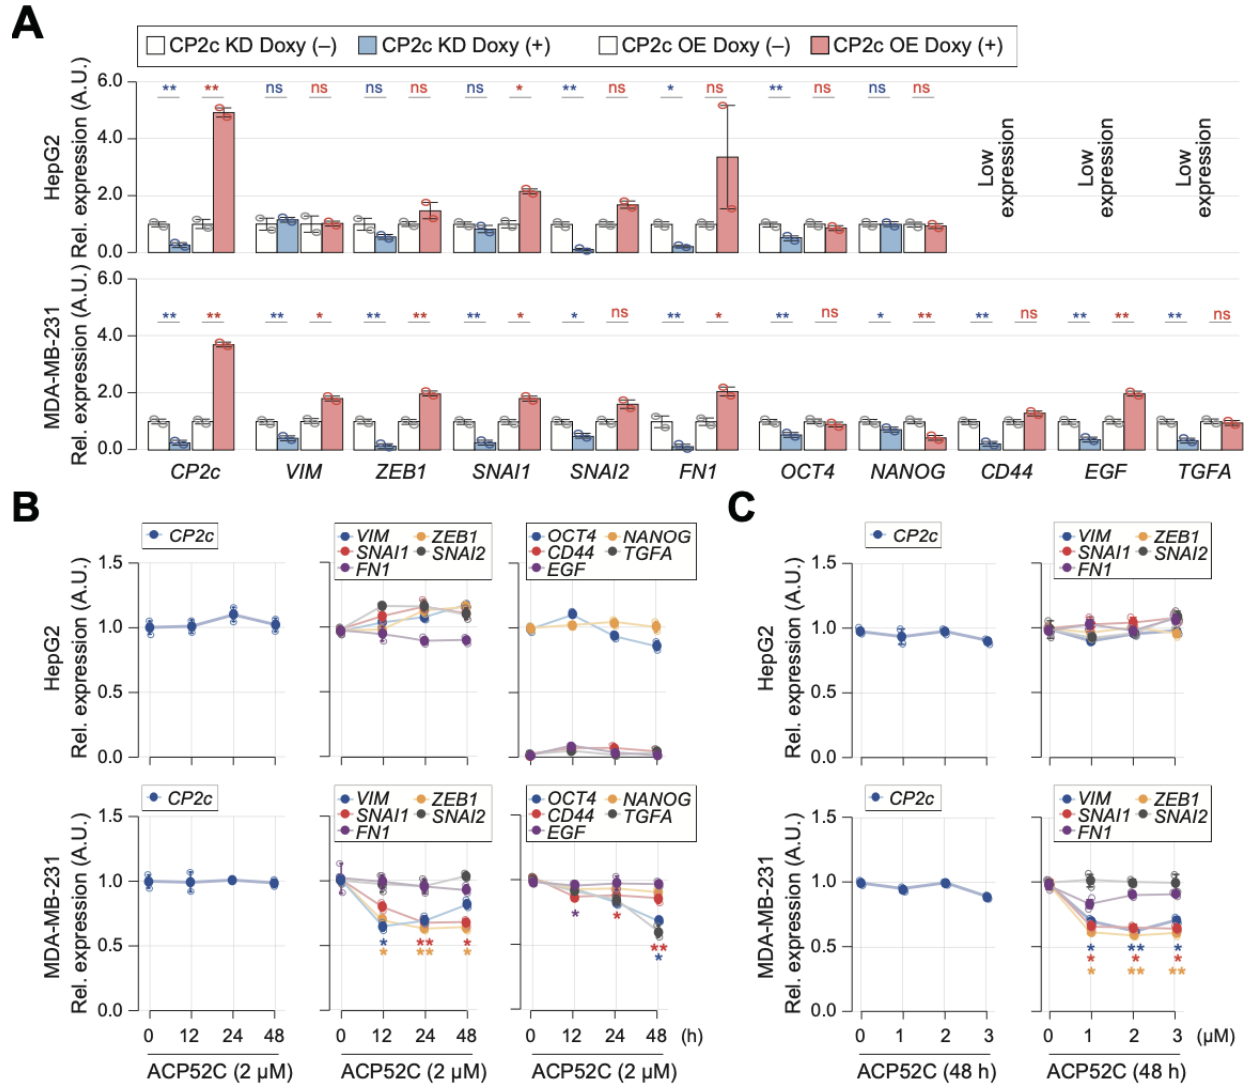 A
CP2c KD Doxy (–) CP2c KD Doxy (+) CP2c OE Doxy (–) CP2c OE Doxy (+)
HepG2
Rel. expression (A.U.)
6.0
4.0
2.0
0.0
** ** ns ns ns ns ns * ** ns * ns ** ns ns ns
Low expression
Low expression
Low expression
MDA-MB-231
Rel. expression (A.U.)
6.0
4.0
2.0
0.0
** ** ** * ** ** ** * * ns ** * ** ns * ** ** ns ** ** ** ns
CP2c VIM ZEB1 SNAI1 SNAI2 FN1 OCT4 NANOG CD44 EGF TGFA
B
HepG2
Rel. expression (A.U.)
1.5
1.0
0.5
0.0
CP2c
VIM ZEB1
SNAI1 SNAI2
FN1
OCT4 NANOG
CD44 TGFA
EGF
MDA-MB-231
Rel. expression (A.U.)
1.5
1.0
0.5
0.0
CP2c
VIM ZEB1
SNAI1 SNAI2
FN1
* ** *
* ** *
OCT4 NANOG
CD44 TGFA
EGF
* *
**
*
0 12 24 48 0 12 24 48 0 12 24 48 (h)
ACP52C (2 μM) ACP52C (2 μM) ACP52C (2 μM)
C
HepG2
Rel. expression (A.U.)
1.5
1.0
0.5
0.0
CP2c
VIM ZEB1
SNAI1 SNAI2
FN1
MDA-MB-231
Rel. expression (A.U.)
1.5
1.0
0.5
0.0
CP2c
VIM ZEB1
SNAI1 SNAI2
FN1
* ** *
* * *
* ** **
0 1 2 3 0 1 2 3 (μM)
ACP52C (48 h) ACP52C (48 h)